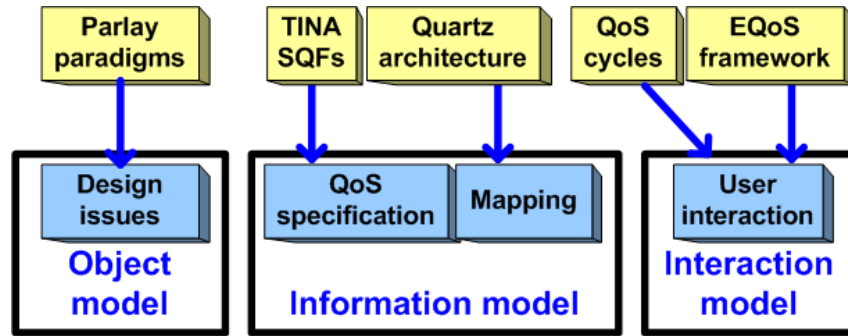 Parlay
paradigms
TINA
SQFs
Quartz
architecture
QoS
cycles
EQoS
framework
Design
issues
Object
model
QoS
specification
Mapping
Information model
User
interaction
Interaction
model